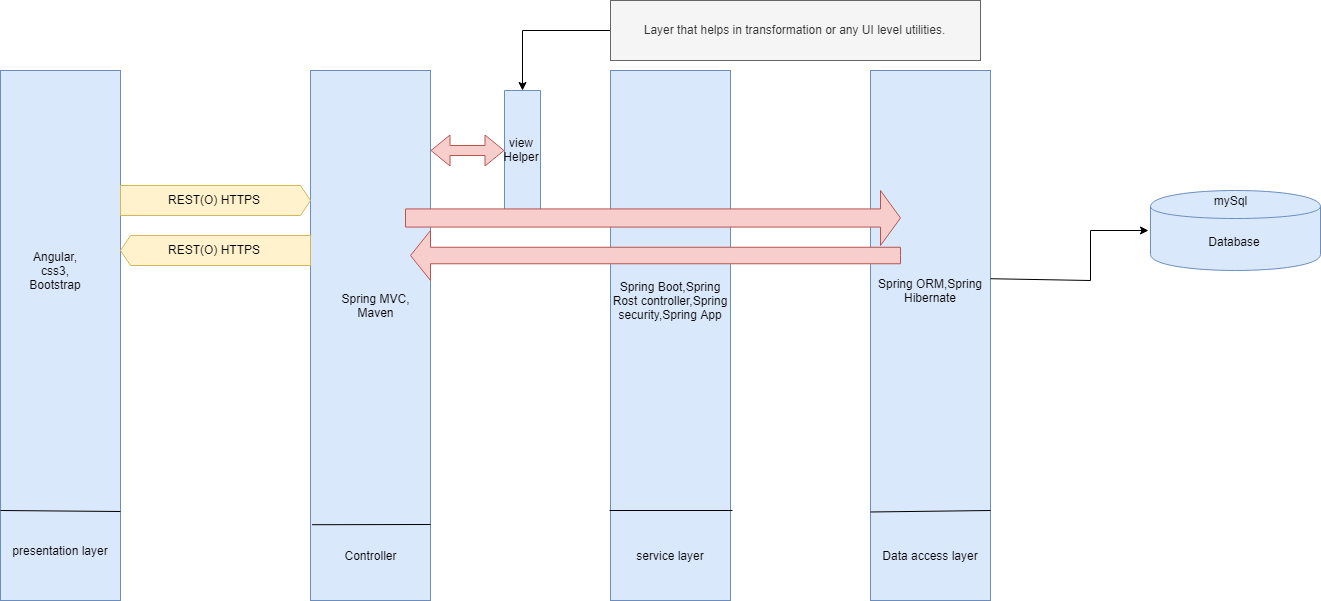 Layer that helps in transformation or any UI level utilities.
view
Helper
REST(O) HTTPS
REST(O) HTTPS
mySql
Database
Angular,
css3,
Bootstrap
Spring MVC,
Maven
Spring Boot,Spring
Rost controller,Spring
security,Spring App
Spring ORM,Spring
Hibernate
presentation layer
Controller
service layer
Data access layer